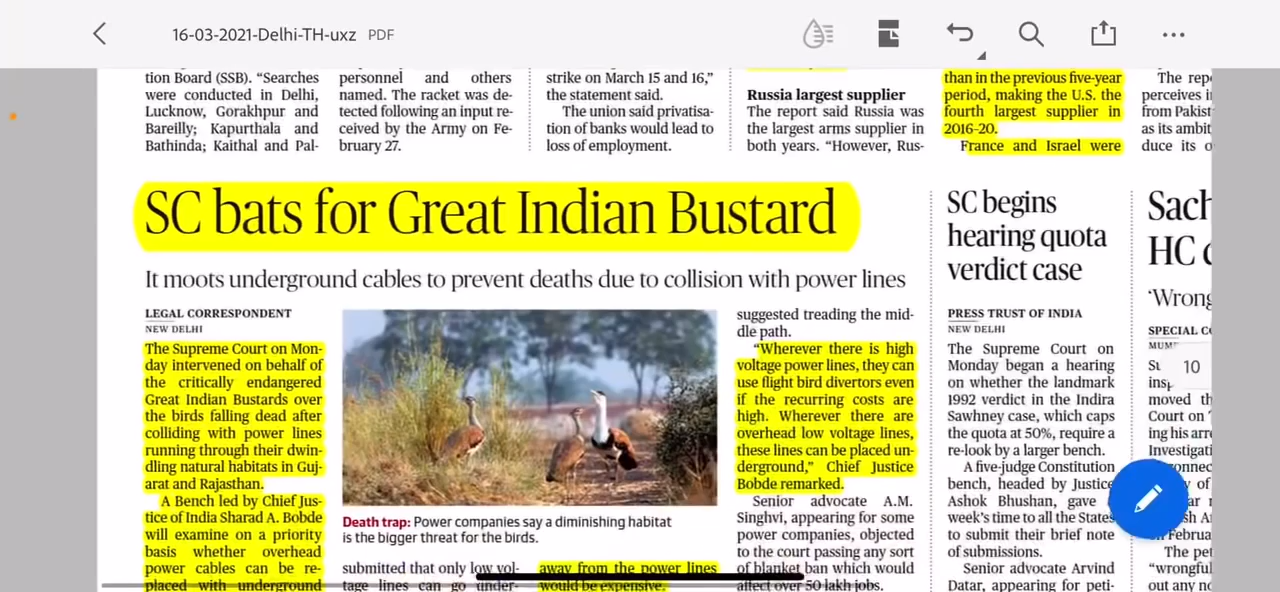 16-03-2021-Delhi-TH-uxz PDF
tion Board (SSB). “Searches
were conducted in Delhi,
Lucknow, Gorakhpur and
Bareilly; Kapurthala and
Bathinda; Kaithal and Pal-
personnel and others
named. The racket was de-
tected following an input re-
ceived by the Army on Fe-
bruary 27.
strike on March 15 and 16,”
the statement said.
The union said privatisa-
tion of banks would lead to
loss of employment.
Russia largest supplier
The report said Russia was
the largest arms supplier in
both years. “However, Rus-
than in the previous five-year
period, making the U.S. the
fourth largest supplier in
2016-20.
France and Israel were
The
perceives
from
as its
duce its
SC bats for Great Indian Bustard
It moots underground cables to prevent deaths due to collision with power lines
LEGAL CORRESPONDENT
NEW DELHI
The Supreme Court on Mon-
day intervened on behalf of
the critically endangered
Great Indian Bustards over
the birds falling dead after
colliding with power lines
running through their dwin-
dling natural habitats in Guj-
arat and Rajasthan.
A Bench led by Chief Jus-
tice of India Sharad A. Bobde
will examine on a priority
basis whether overhead
power cables can be re-
placed with underground
Death trap: Power companies say a diminishing habitat
is the bigger threat for the birds.
submitted that only low vol-
tage lines can go under-
away from the power lines
would be expensive.
suggested treading the mid-
dle path.
“Wherever there is high
voltage power lines, they can
use flight bird divertors even
if the recurring costs are
high. Wherever there are
overhead low voltage lines,
these lines can be placed un-
derground,” Chief Justice
Bobde remarked.
Senior advocate A.M.
Singhvi, appearing for some
power companies, objected
to the court passing any sort
of blanket ban which would
affect over 50 lakh jobs.
SC begins
hearing quota
verdict case
PRESS TRUST OF INDIA
NEW DELHI
The Supreme Court on
Monday began a hearing
on whether the landmark
1992 verdict in the Indira
Sawhney case, which caps
the quota at 50%, require a
re-look by a larger bench.
A five-judge Constitution
bench, headed by Justice
Ashok Bhushan, gave a
week’s time to all the States
to submit their brief note
of submissions.
Senior advocate Arvind
Datar, appearing for peti-
HC
‘Wrong
SPECIAL
10
moved
Court on
ing his
of
The
out any